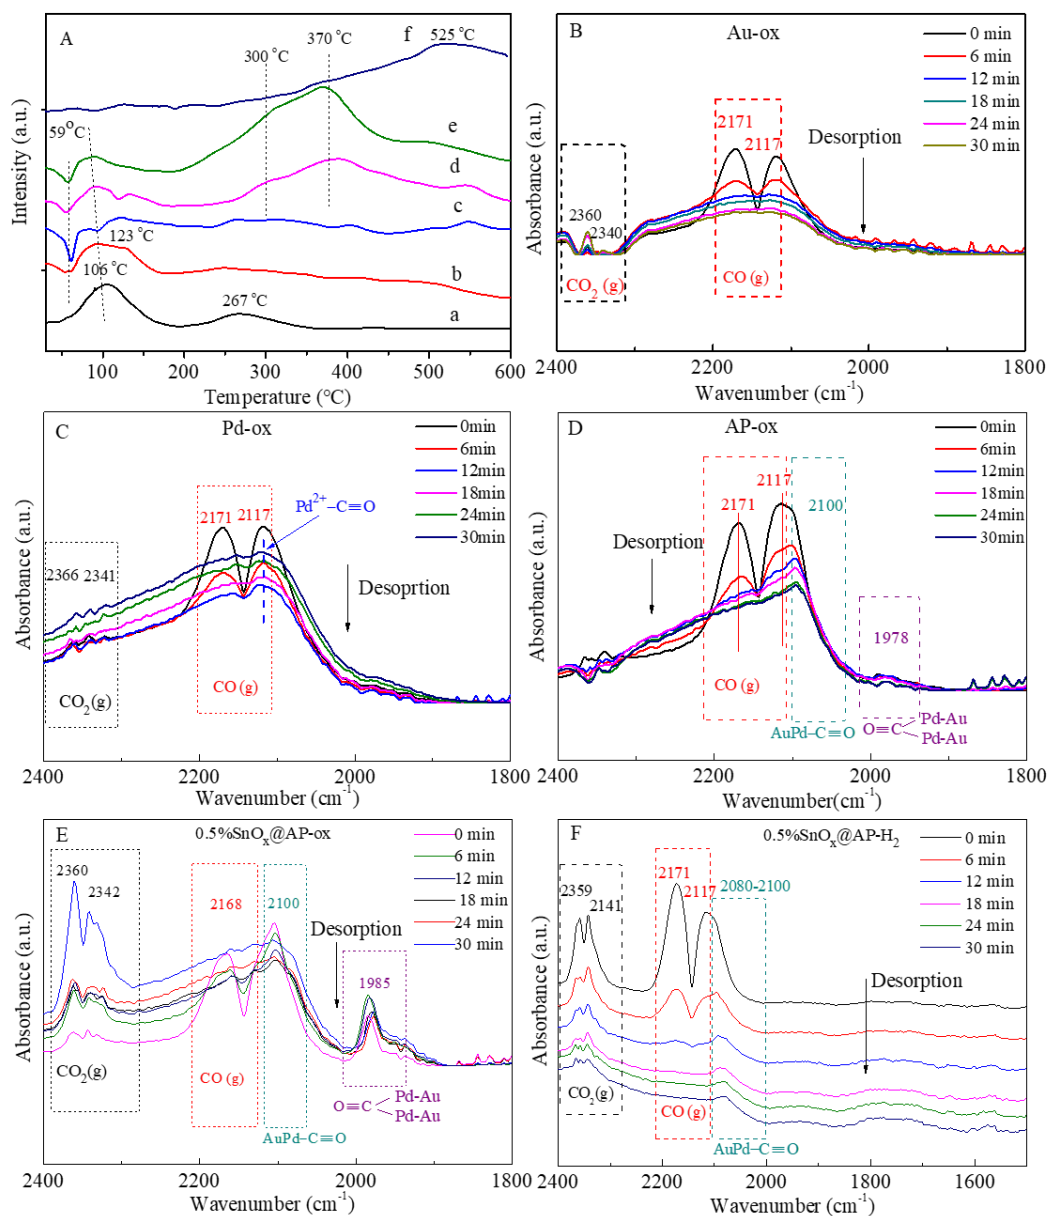 A
f
525 °C
370 °C
300 °C
59°C
e
d
c
123 °C
106 °C
b
267 °C
a
Intensity (a.u.)
100 200 300 400 500 600
Temperature (°C)
B
Au-ox
0 min
6 min
12 min
18 min
24 min
30 min
2171
2117
Desorption
2360
2340
CO2 (g)
CO (g)
Absorbance (a.u.)
2400 2200 2000 1800
Wavenumber (cm-1)
C
Pd-ox
0min
6min
12min
18min
24min
30min
Pd2+–C≡O
2171 2117
2366 2341
Desoprtion
CO2(g)
CO (g)
Absorbance (a.u.)
2400 2200 2000 1800
Wavenumber (cm-1)
D
AP-ox
0min
6min
12min
18min
24min
30min
2117
2171
2100
Desorption
1978
CO (g)
AuPd–C≡O
O≡C
Pd-Au
Pd-Au
Absorbance (a.u.)
2400 2200 2000 1800
Wavenumber(cm-1)
E
0.5%SnOx@AP-ox
0 min
6 min
12 min
18 min
24 min
30 min
2360
2342
2168
2100
Desorption
1985
CO2(g)
CO (g)
AuPd–C≡O
O≡C
Pd-Au
Pd-Au
Absorbance (a.u.)
2400 2200 2000 1800
Wavenumber (cm-1)
F
0.5%SnOx@AP-H2
0 min
6 min
12 min
18 min
24 min
30 min
2359
2141
2171
2117
2080-2100
Desorption
CO2(g)
CO (g)
AuPd–C≡O
Absorbance (a.u.)
2400 2200 2000 1800 1600
Wavenumber (cm-1)